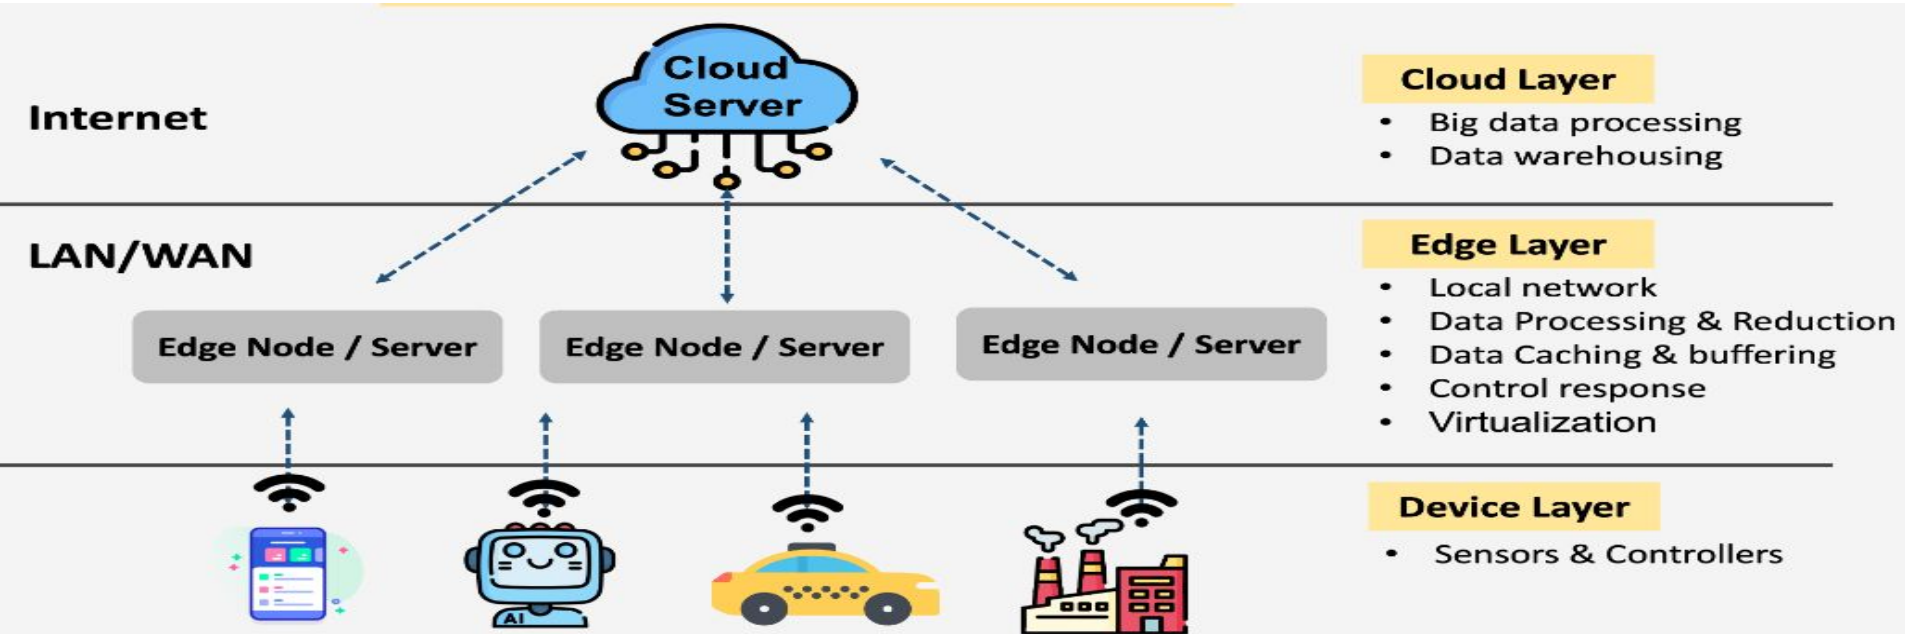 Cloud
Server
Internet
Cloud Layer
• Big data processing
• Data warehousing
LAN/WAN
Edge Layer
• Local network
• Data Processing & Reduction
• Data Caching & buffering
• Control response
• Virtualization
Edge Node / Server
Edge Node / Server
Edge Node / Server
Device Layer
• Sensors & Controllers
AI